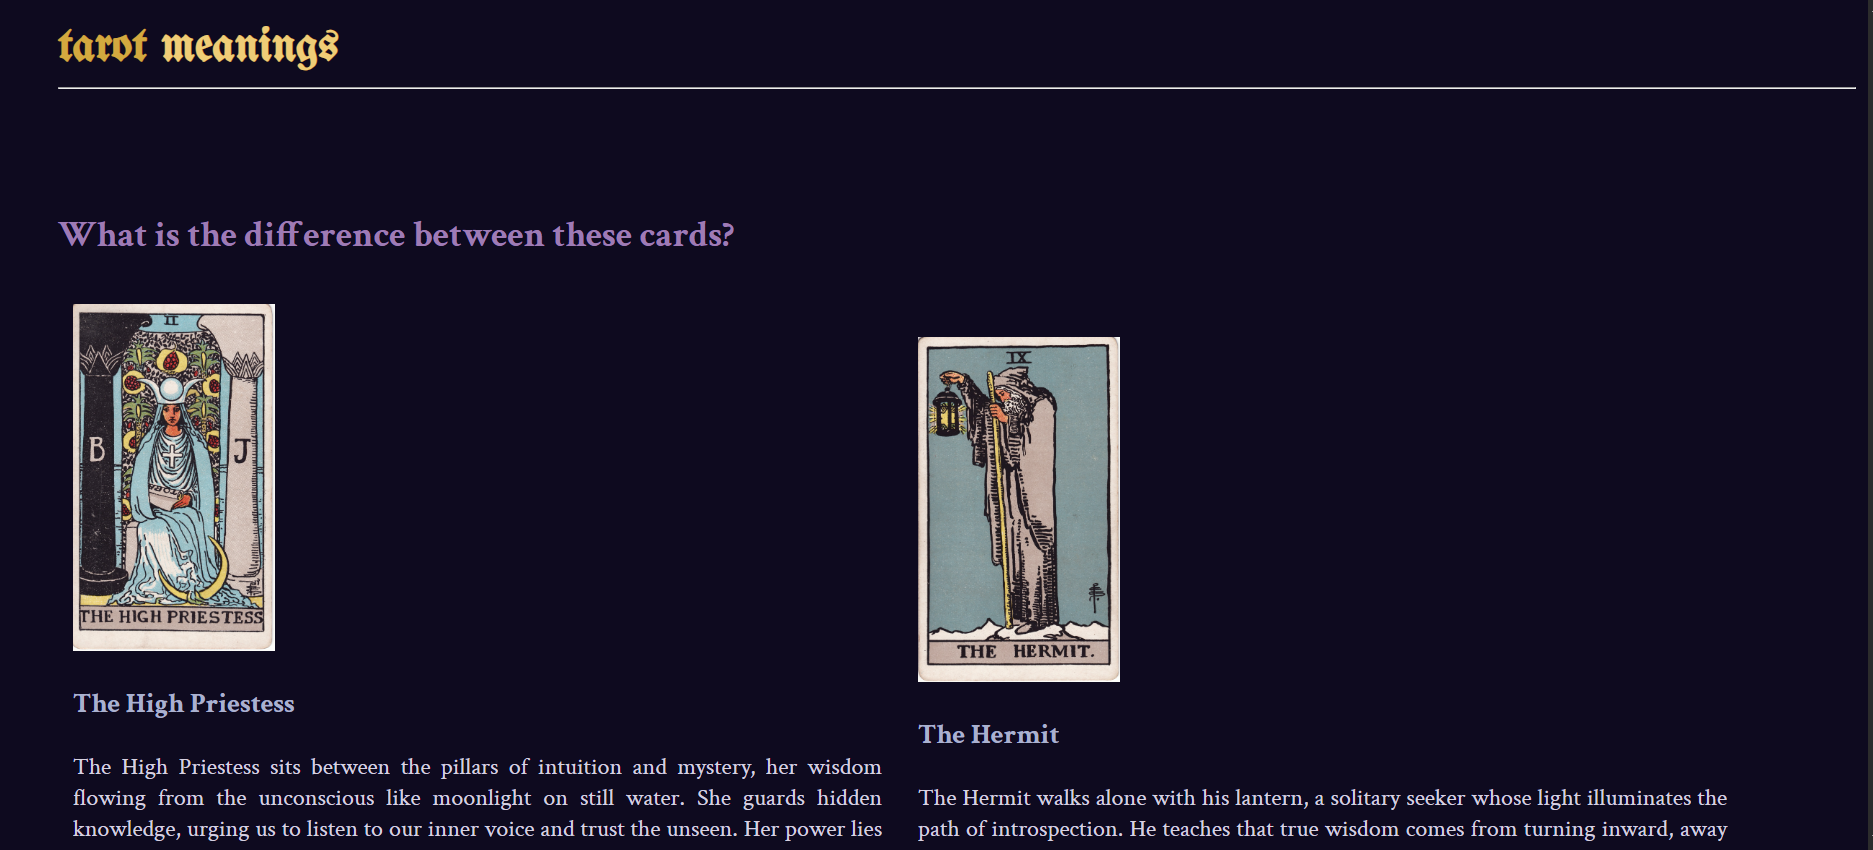 tarot meanings
What is the difference between these cards?
II
B
J
THE HIGH PRIESTESS
The High Priestess
The High Priestess sits between the pillars of intuition and mystery, her wisdom
flowing from the unconscious like moonlight on still water. She guards hidden
knowledge, urging us to listen to our inner voice and trust the unseen. Her power lies
IX
THE HERMIT.
The Hermit
The Hermit walks alone with his lantern, a solitary seeker whose light illuminates the
path of introspection. He teaches that true wisdom comes from turning inward, away